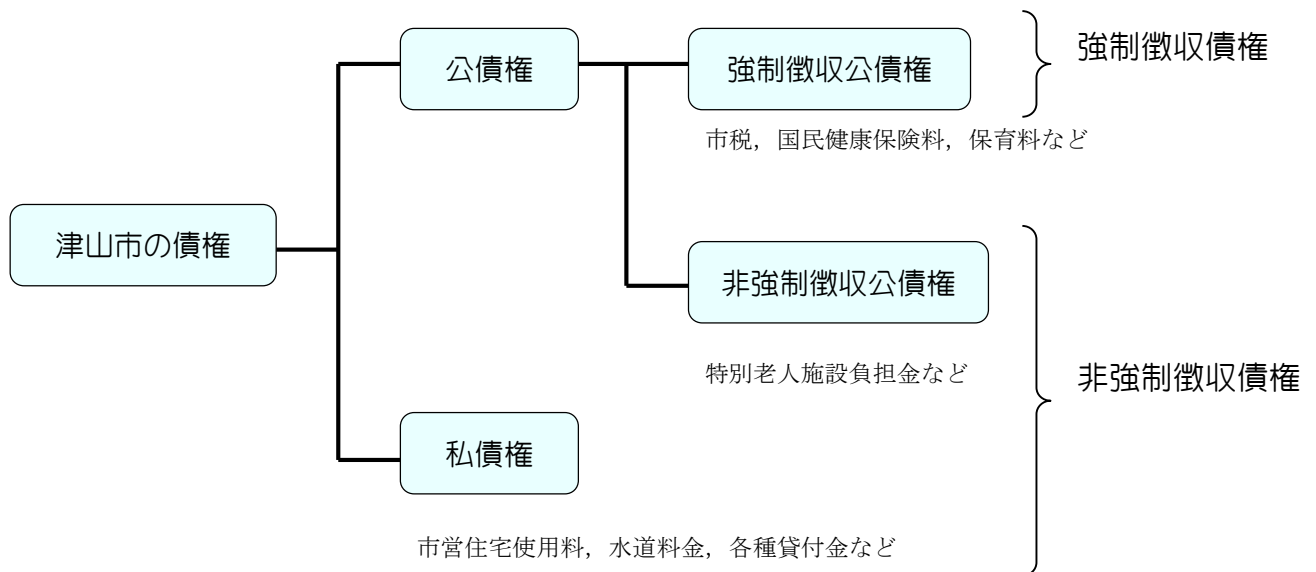 公債権
強制徴収公債権
強制徴収債権
市税，国民健康保険料，保育料など
津山市の債権
非強制徴収公債権
特別老人施設負担金など
非強制徴収債権
私債権
市営住宅使用料，水道料金，各種貸付金など